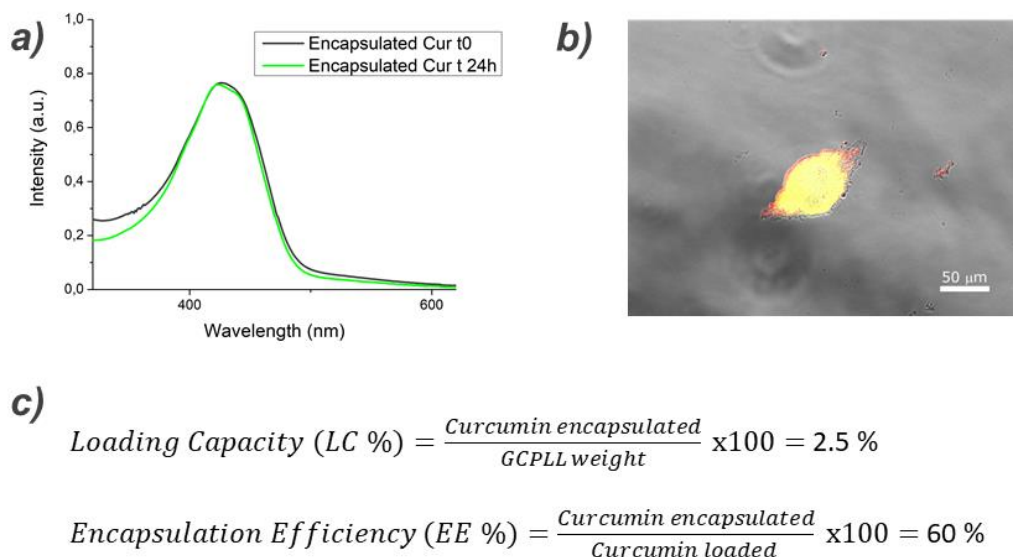 a)
Encapsulated Cur t0
Encapsulated Cur t 24h
1,0
0,8
0,6
0,4
0,2
0,0
Intensity (a.u.)
400
600
Wavelength (nm)
b)
50 μm
c)
Loading Capacity (LC %) = Curcumin encapsulated / GCPLL weight x100 = 2.5 %
Encapsulation Efficiency (EE %) = Curcumin encapsulated / Curcumin loaded x100 = 60 %